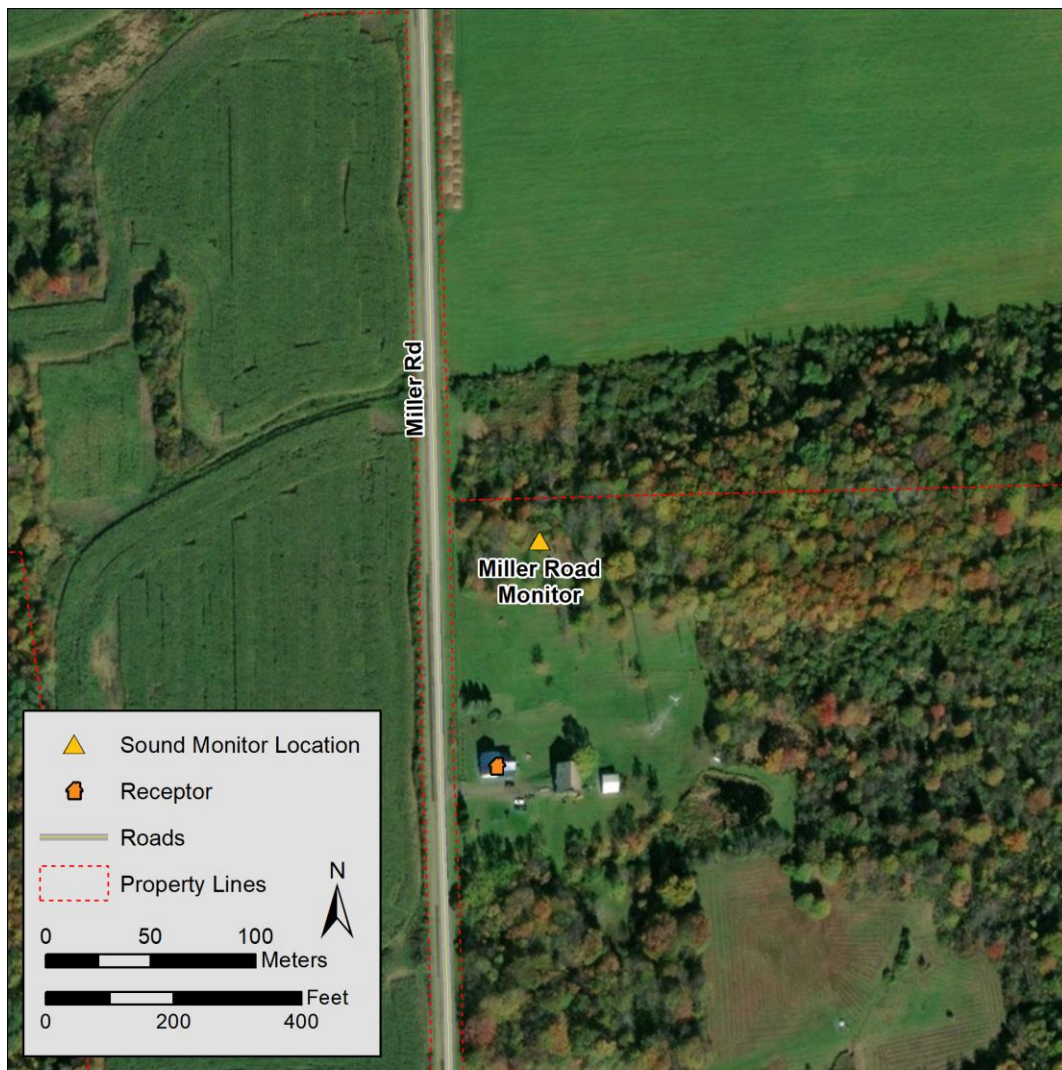 Miller Rd
Miller Road
Monitor
Sound Monitor Location
Receptor
Roads
Property Lines
N
0 50 100
Meters
Feet
0 200 400